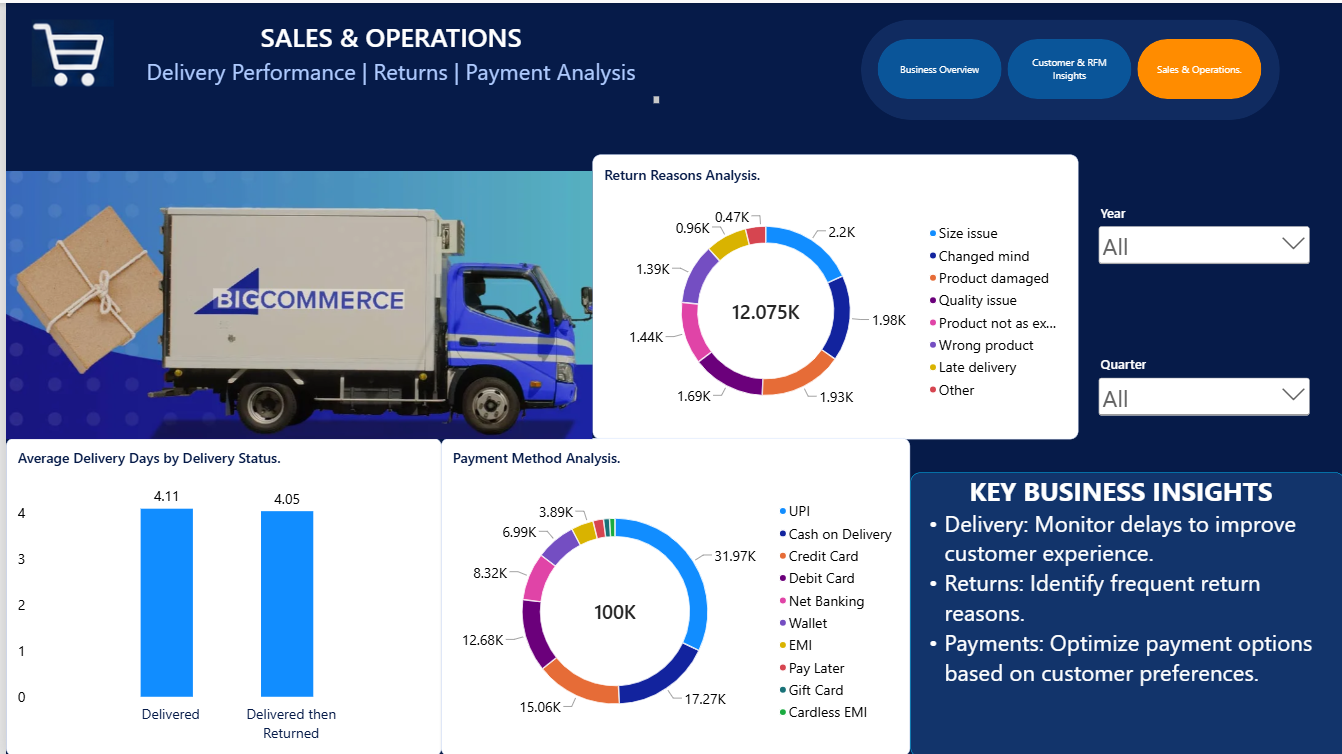 SALES & OPERATIONS
Delivery Performance | Returns | Payment Analysis
Business Overview
Customer & RFM
Insights
Sales & Operations.
BIGCOMMERCE
Return Reasons Analysis.
0.47K
0.96K
2.2K
1.39K
12.075K
1.98K
1.44K
1.69K
1.93K
Size issue
Changed mind
Product damaged
Quality issue
Product not as ex...
Wrong product
Late delivery
Other
Year
All
Quarter
All
Average Delivery Days by Delivery Status.
4.11
4.05
4
3
2
1
0
Delivered
Delivered then
Returned
Payment Method Analysis.
3.89K
6.99K
31.97K
8.32K
100K
12.68K
15.06K
17.27K
UPI
Cash on Delivery
Credit Card
Debit Card
Net Banking
Wallet
EMI
Pay Later
Gift Card
Cardless EMI
KEY BUSINESS INSIGHTS
• Delivery: Monitor delays to improve
customer experience.
• Returns: Identify frequent return
reasons.
• Payments: Optimize payment options
based on customer preferences.